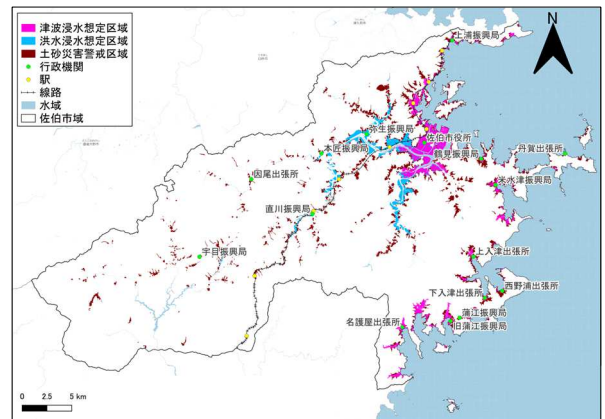 津波浸水想定区域
洪水浸水想定区域
土砂災害警戒区域
行政機関
駅
線路
水域
佐伯市域
N
上浦振興局
弥生振興局
佐伯市役所
本匠振興局
鶴見振興局
丹賀出張所
因尾出張所
米水津振興局
直川振興局
宇目振興局
上入津出張所
下入津出張所
西野浦出張所
蒲江振興局
名護屋出張所
旧蒲江振興局
0 2.5 5 km